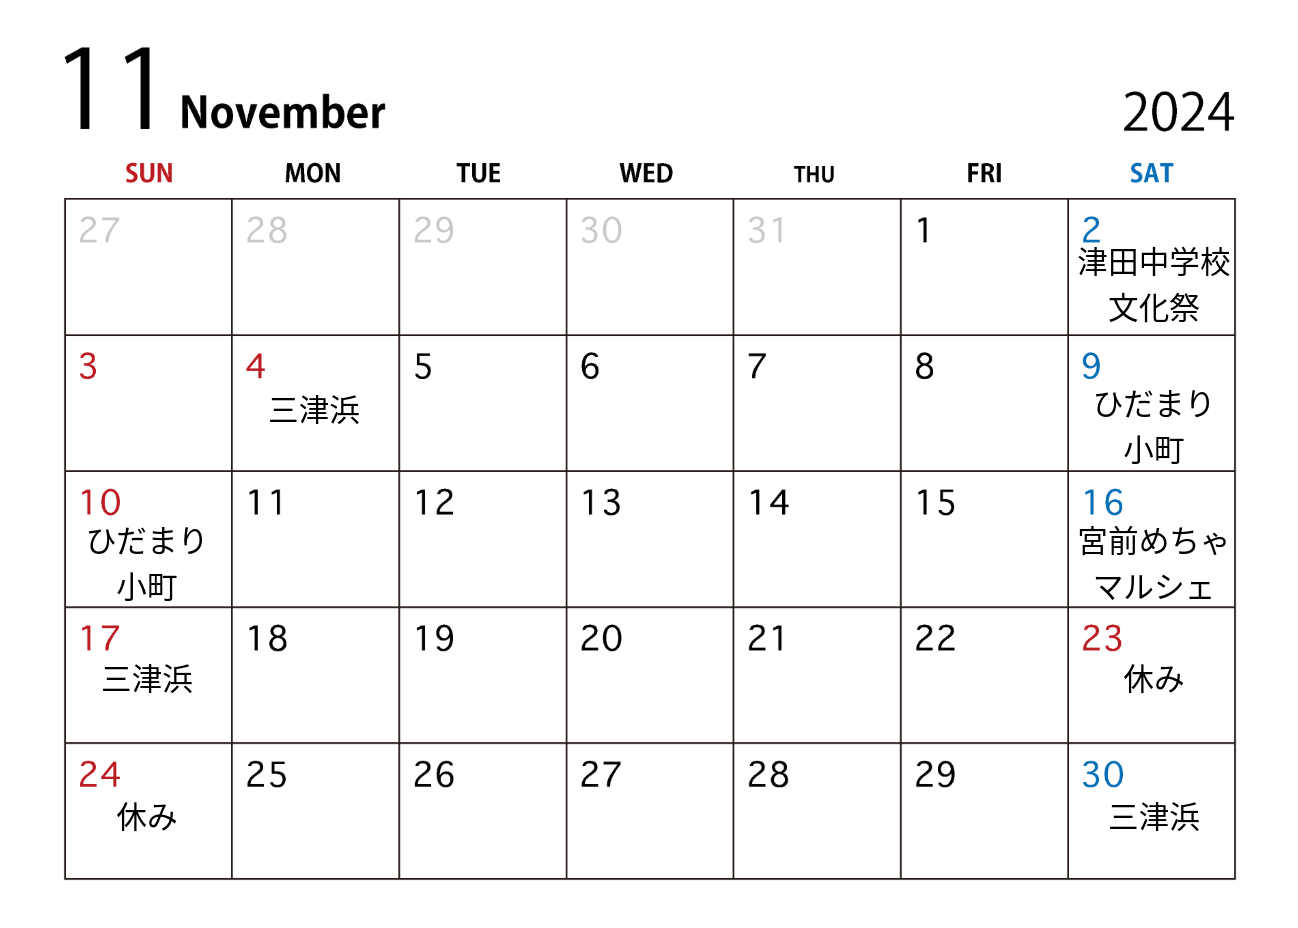 11 November
2024
SUN MON TUE WED THU FRI SAT
27 28 29 30 31 1 2
津田中学校
文化祭
3 4 5 6 7 8 9
三津浜
ひだまり
小町
10 11 12 13 14 15 16
ひだまり
小町
宮前めちゃ
マルシェ
17 18 19 20 21 22 23
三津浜
休み
24 25 26 27 28 29 30
休み
三津浜